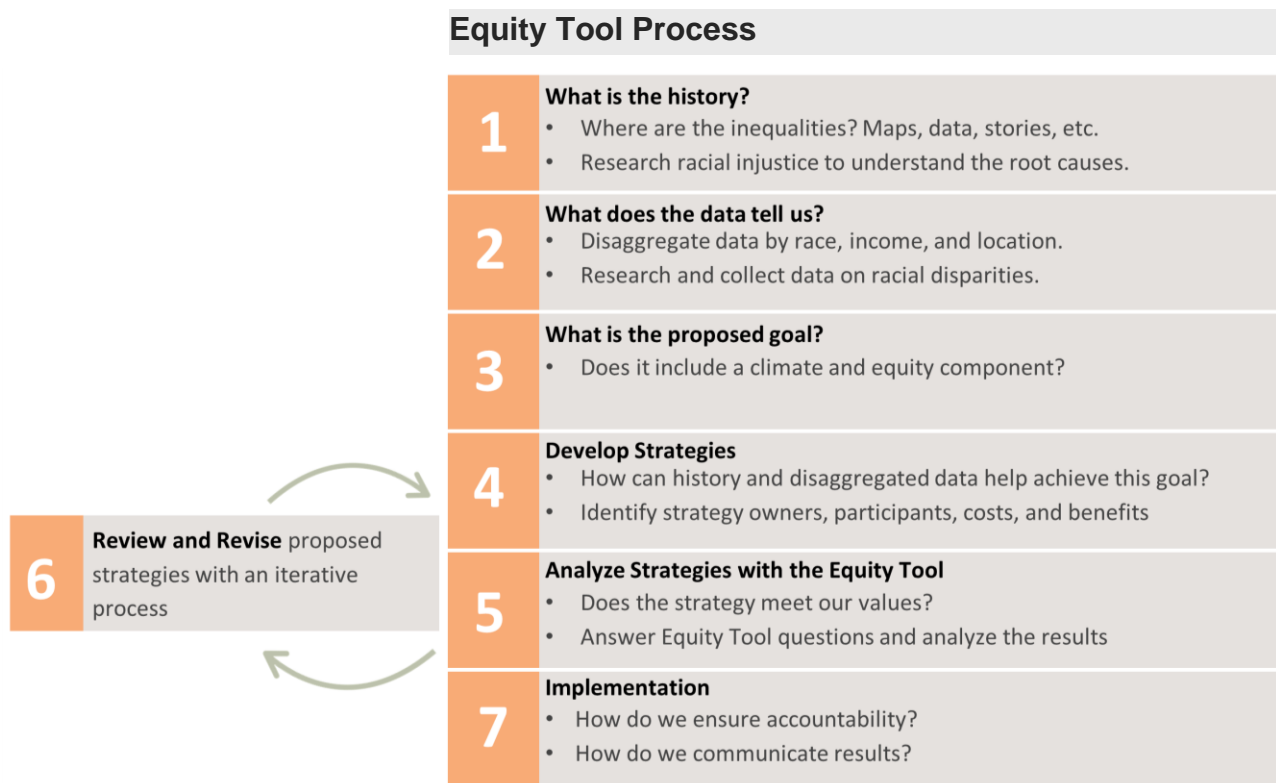 Equity Tool Process
1
What is the history?
• Where are the inequalities? Maps, data, stories, etc.
• Research racial injustice to understand the root causes.
2
What does the data tell us?
• Disaggregate data by race, income, and location.
• Research and collect data on racial disparities.
3
What is the proposed goal?
• Does it include a climate and equity component?
4
Develop Strategies
• How can history and disaggregated data help achieve this goal?
• Identify strategy owners, participants, costs, and benefits
5
Analyze Strategies with the Equity Tool
• Does the strategy meet our values?
• Answer Equity Tool questions and analyze the results
6
Review and Revise proposed
strategies with an iterative
process
7
Implementation
• How do we ensure accountability?
• How do we communicate results?